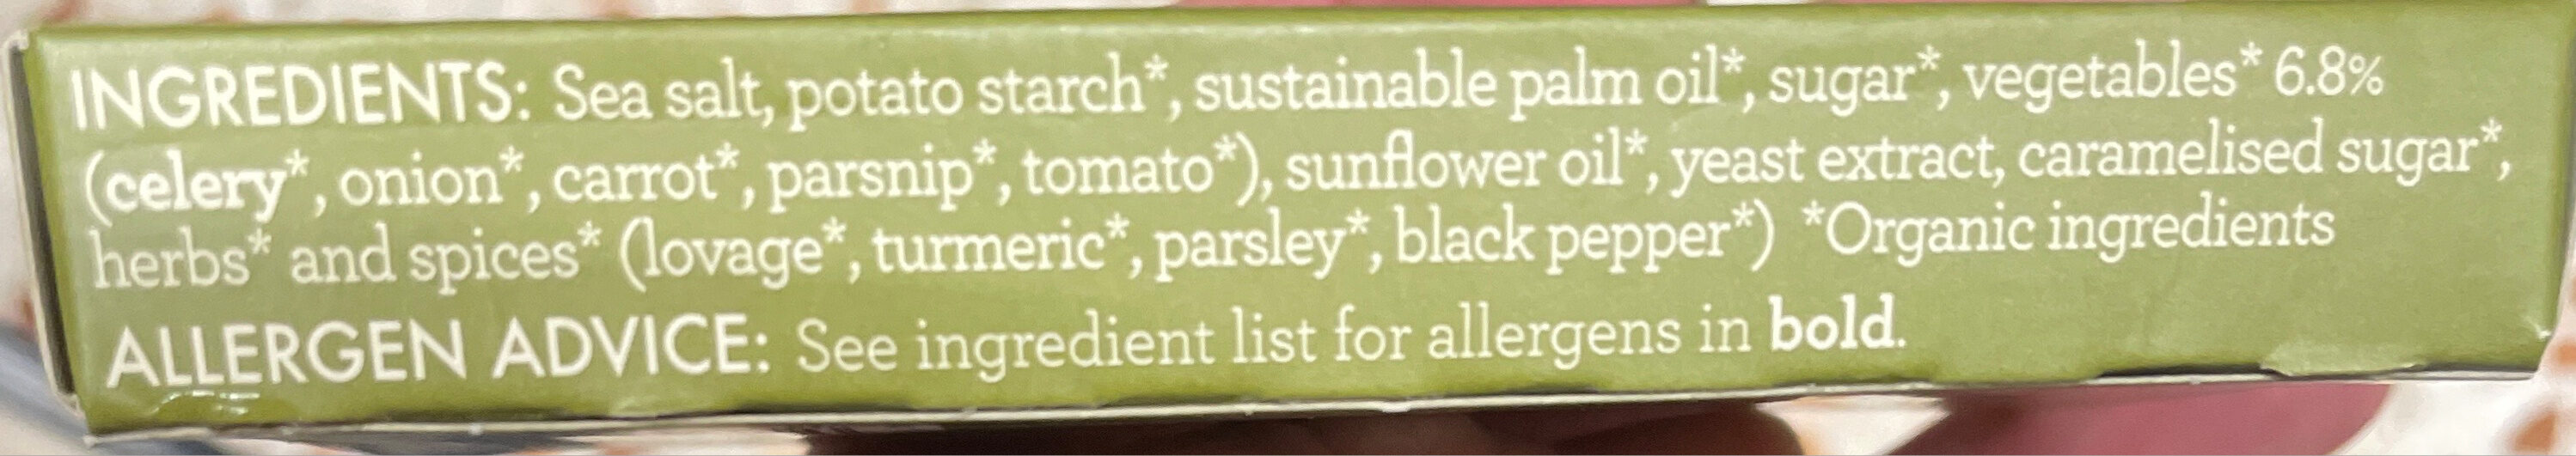 INGREDIENTS: Sea salt, potato starch*, sustainable palm oil*, sugar*, vegetables* 6.8%
(celery*, onion*, carrot*, parsnip*, tomato*), sunflower oil*, yeast extract, caramelised sugar*,
herbs* and spices* (lovage*, turmeric*, parsley*, black pepper*) *Organic ingredients
ALLERGEN ADVICE: See ingredient list for allergens in bold.